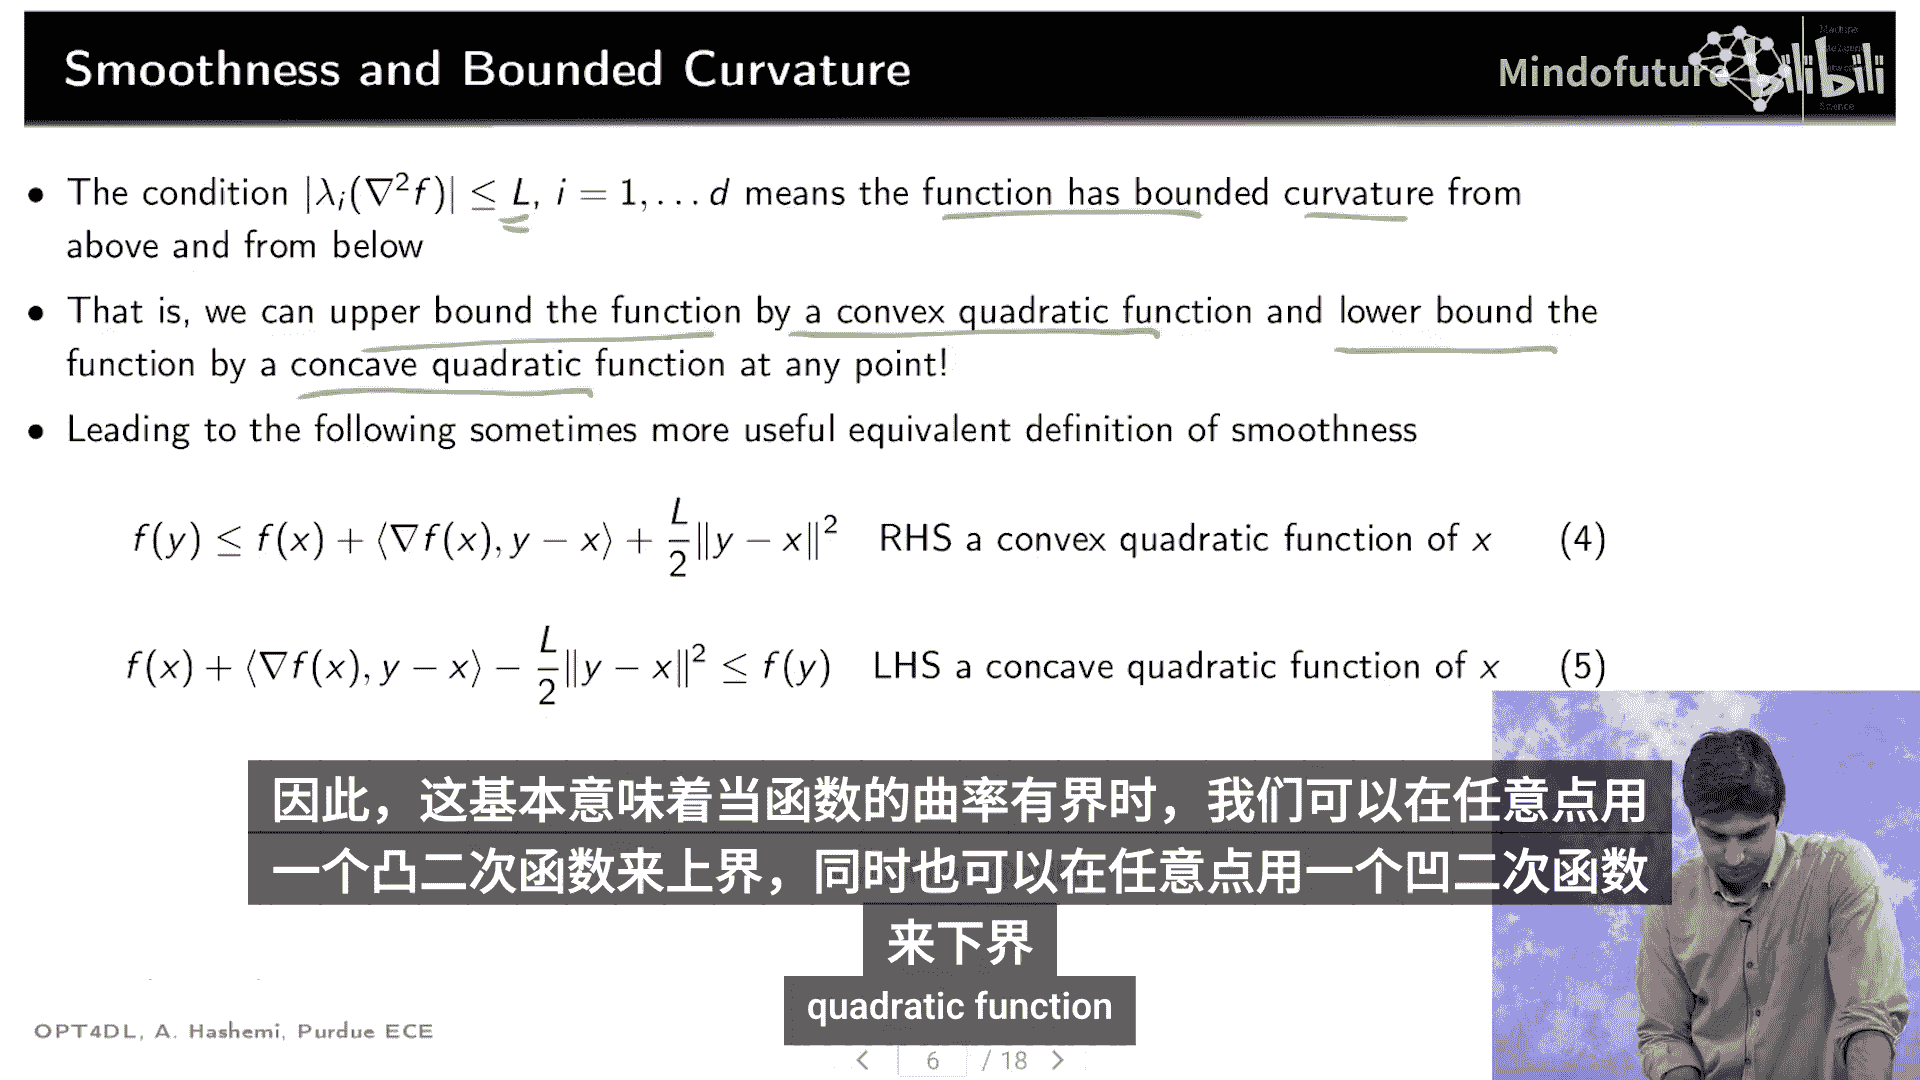 Smoothness and Bounded Curvature
Mindofuture
bilibili
• The condition |λᵢ(∇²f)| ≤ L, i = 1, … d means the function has bounded curvature from
above and from below
• That is, we can upper bound the function by a convex quadratic function and lower bound the
function by a concave quadratic function at any point!
• Leading to the following sometimes more useful equivalent definition of smoothness
f(y) ≤ f(x) + ⟨∇f(x), y − x⟩ + L/2 ‖y − x‖² RHS a convex quadratic function of x (4)
f(x) + ⟨∇f(x), y − x⟩ − L/2 ‖y − x‖² ≤ f(y) LHS a concave quadratic function of x (5)
因此，这基本意味着当函数的曲率有界时，我们可以在任意点用
一个凸二次函数来上界，同时也可以在任意点用一个凹二次函数
来下界
quadratic function
OPT4DL, A. Hashemi, Purdue ECE
6 / 18